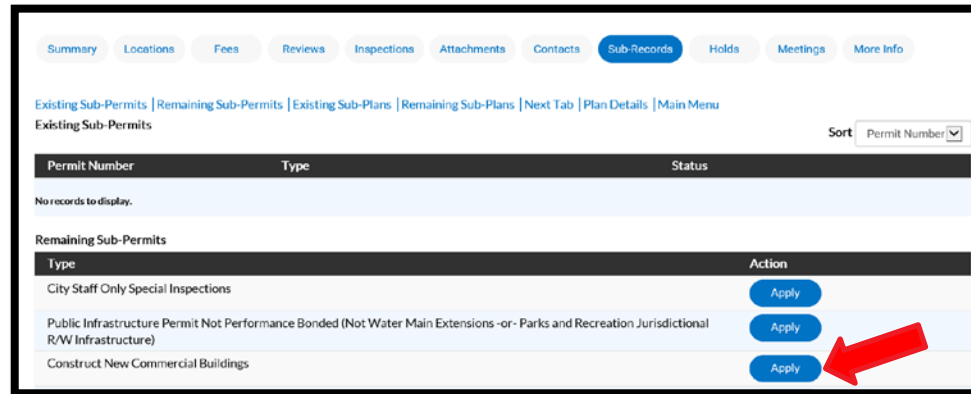 Summary Locations Fees Reviews Inspections Attachments Contacts Sub-Records Holds Meetings More Info
Existing Sub-Permits | Remaining Sub-Permits | Existing Sub-Plans | Remaining Sub-Plans | Next Tab | Plan Details | Main Menu
Existing Sub-Permits
Sort Permit Number
Permit Number Type Status
No records to display.
Remaining Sub-Permits
Type Action
City Staff Only Special Inspections Apply
Public Infrastructure Permit Not Performance Bonded (Not Water Main Extensions -or- Parks and Recreation Jurisdictional Apply
R/W Infrastructure)
Construct New Commercial Buildings Apply